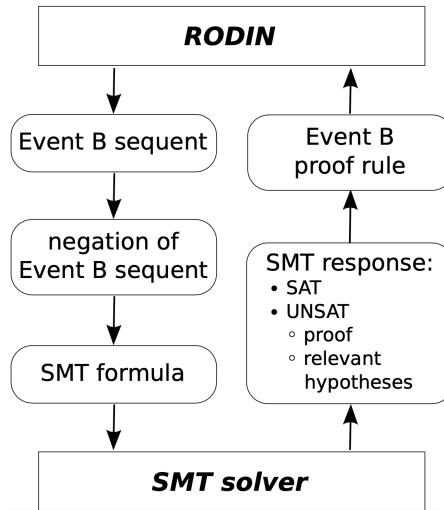 RODIN
Event B sequent
negation of
Event B sequent
SMT formula
Event B
proof rule
SMT response:
• SAT
• UNSAT
◦ proof
◦ relevant
hypotheses
SMT solver